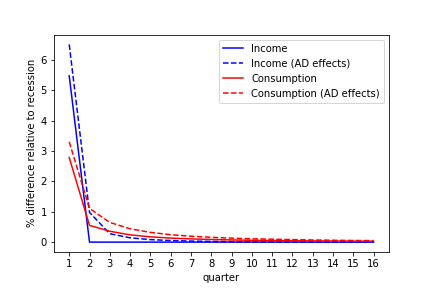 % difference relative to recession
6
5
4
3
2
1
0
Income
Income (AD effects)
Consumption
Consumption (AD effects)
1 2 3 4 5 6 7 8 9 10 11 12 13 14 15 16
quarter